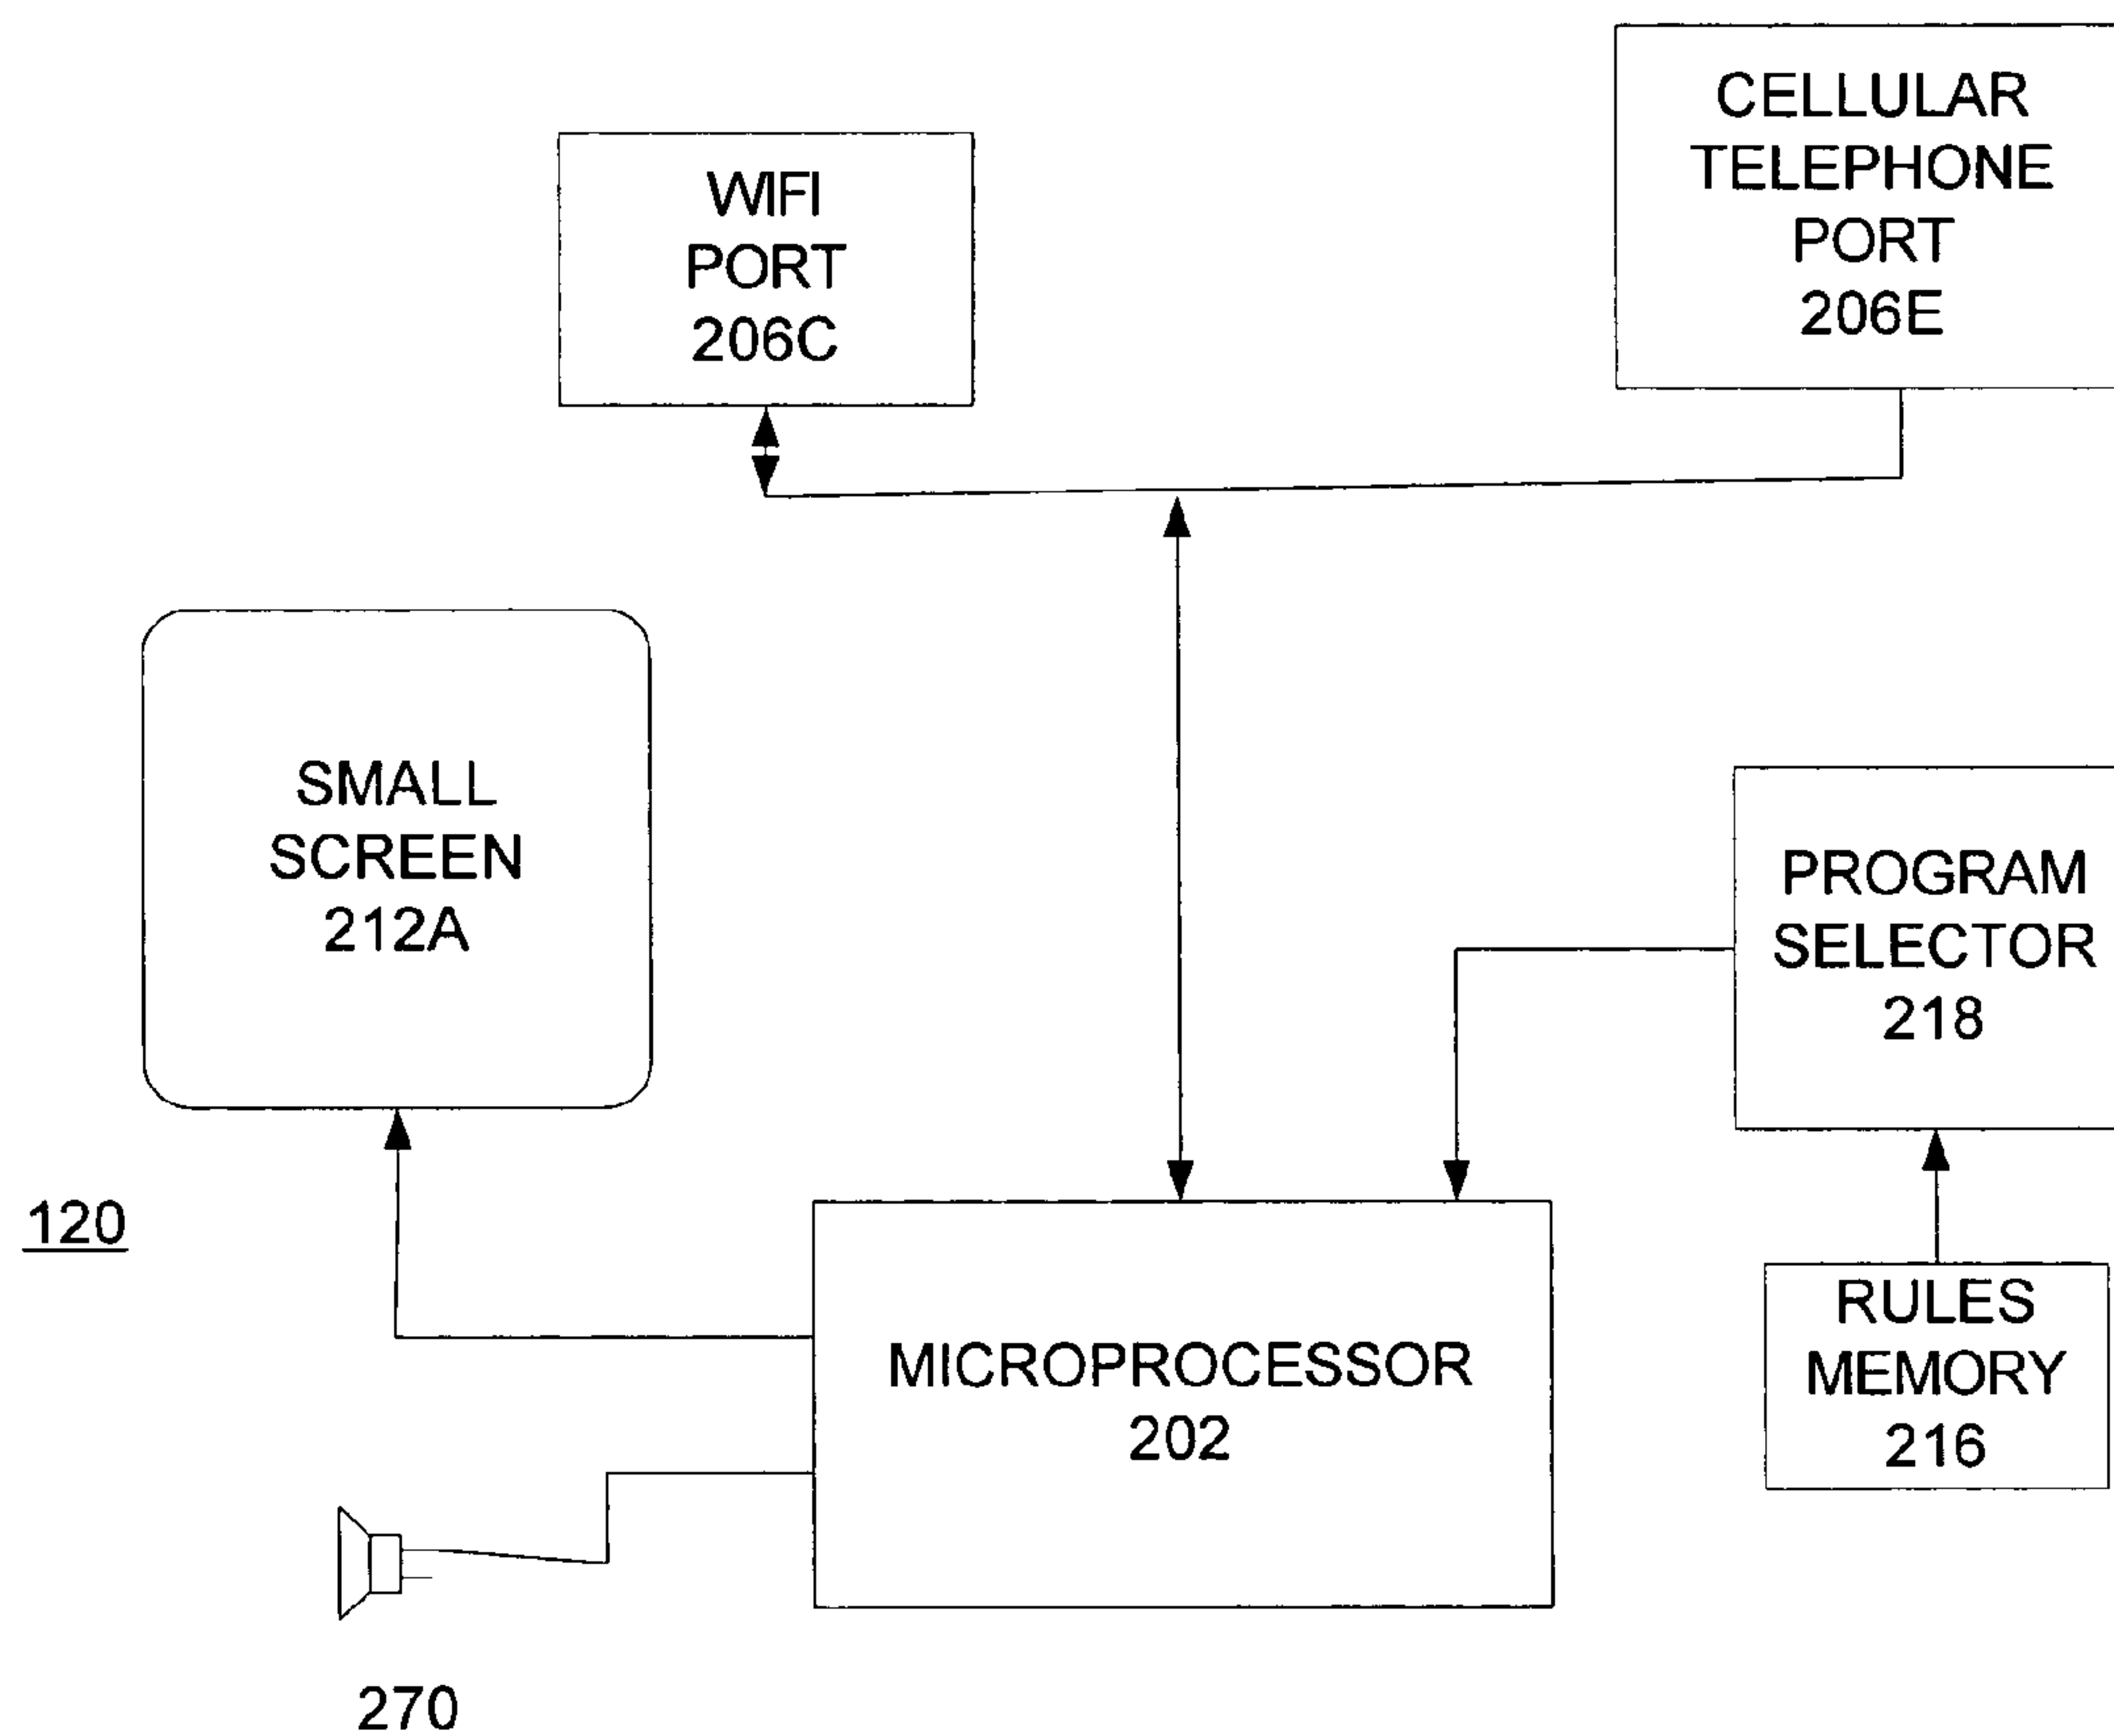 CELLULAR
TELEPHONE
PORT
206E
WIFI
PORT
206C
SMALL
SCREEN
212A
PROGRAM
SELECTOR
218
120
RULES
MEMORY
216
MICROPROCESSOR
202
270